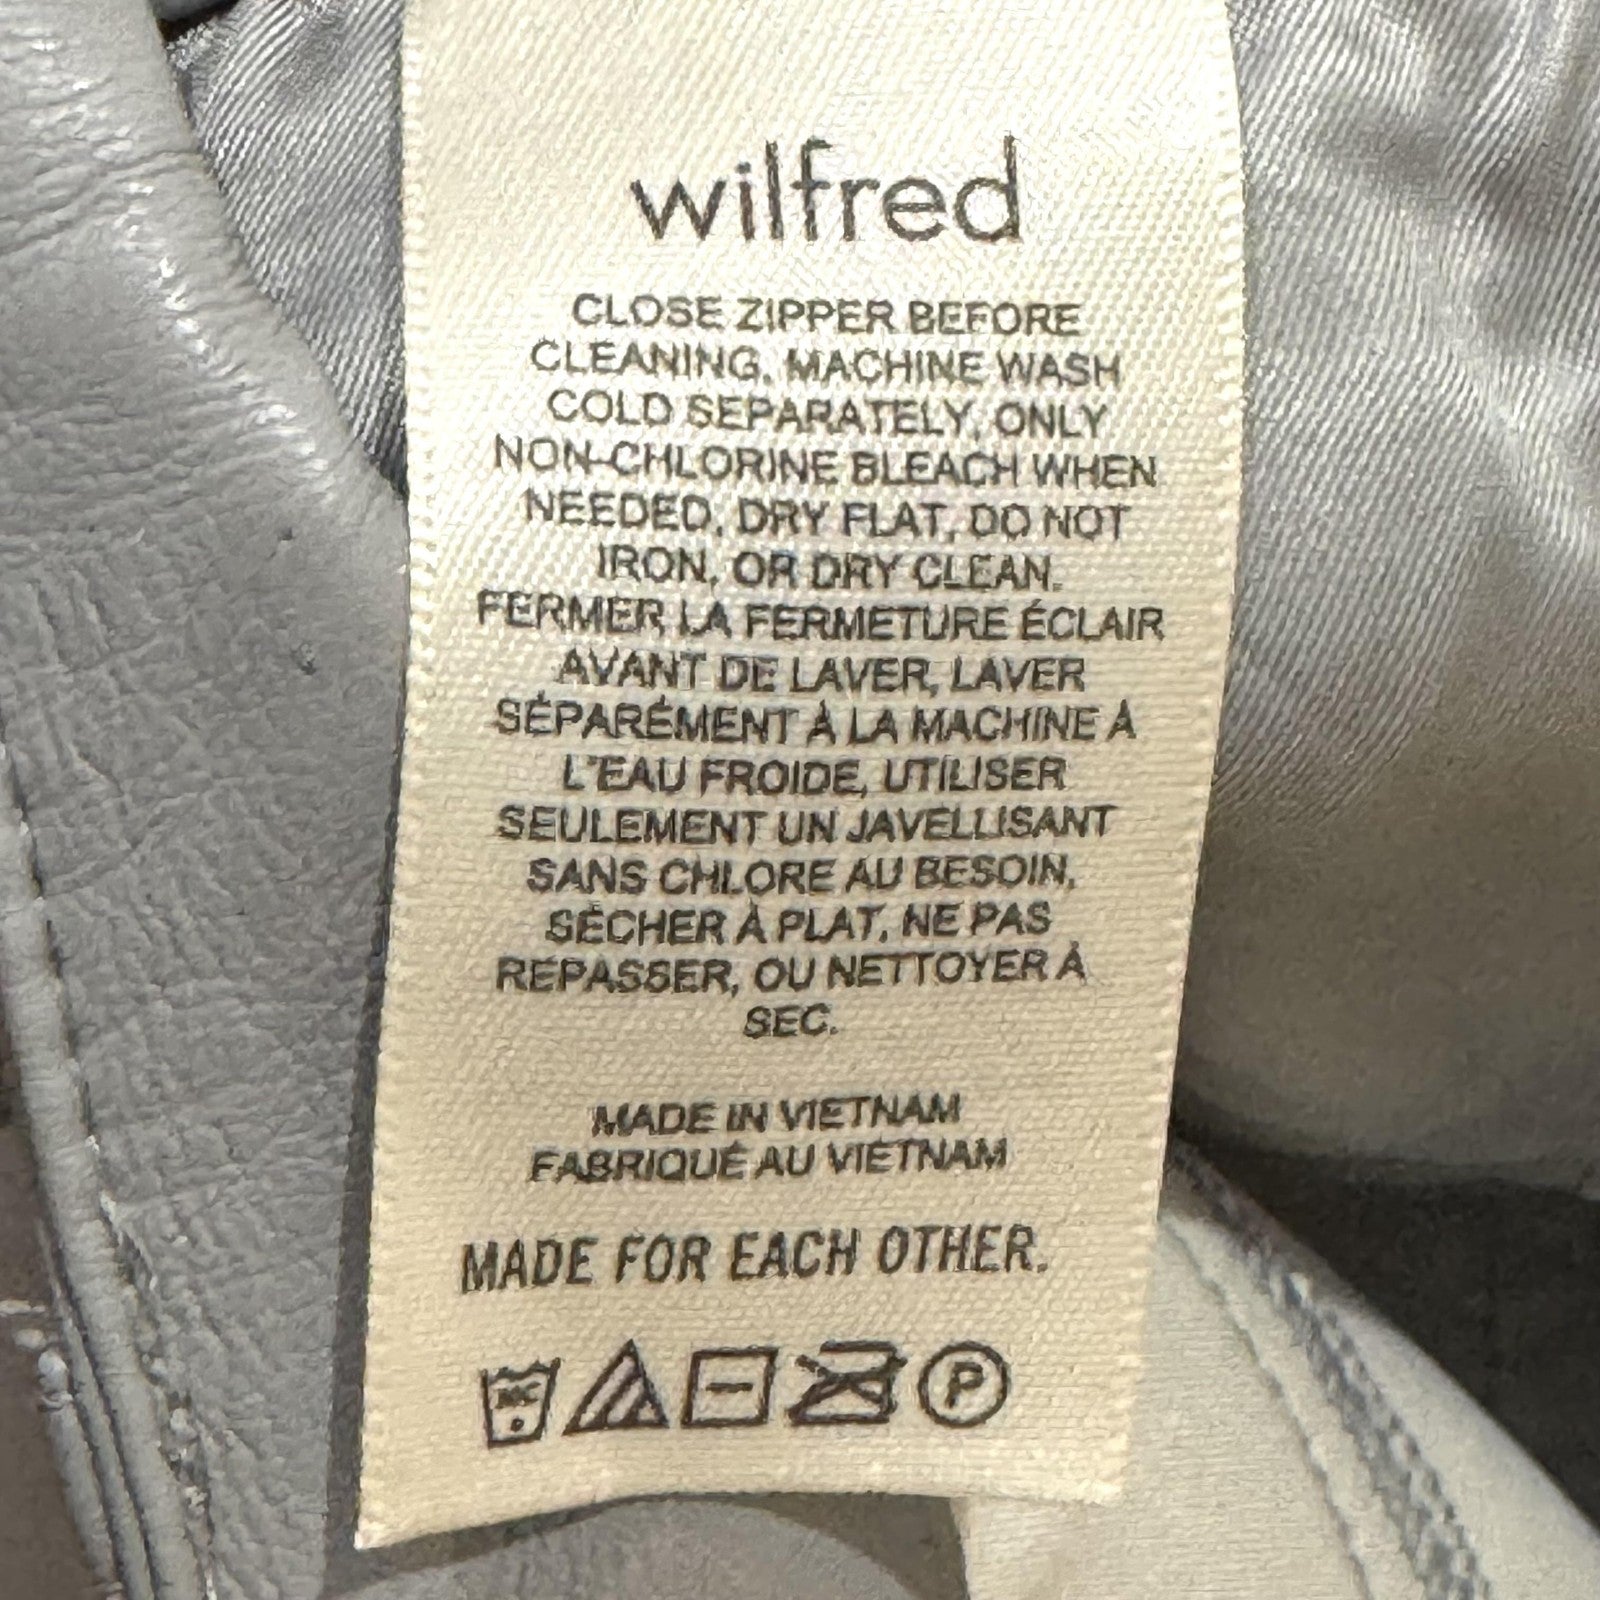 wilfred
CLOSE ZIPPER BEFORE
CLEANING. MACHINE WASH
COLD SEPARATELY, ONLY
NON-CHLORINE BLEACH WHEN
NEEDED, DRY FLAT, DO NOT
IRON, OR DRY CLEAN.
FERMER LA FERMETURE ÉCLAIR
AVANT DE LAVER, LAVER
SÉPARÉMENT À LA MACHINE À
L'EAU FROIDE, UTILISER
SEULEMENT UN JAVELLISANT
SANS CHLORE AU BESOIN,
SÉCHER À PLAT, NE PAS
REPASSER, OU NETTOYER À
SEC.
MADE IN VIETNAM
FABRIQUÉ AU VIETNAM
MADE FOR EACH OTHER.
P